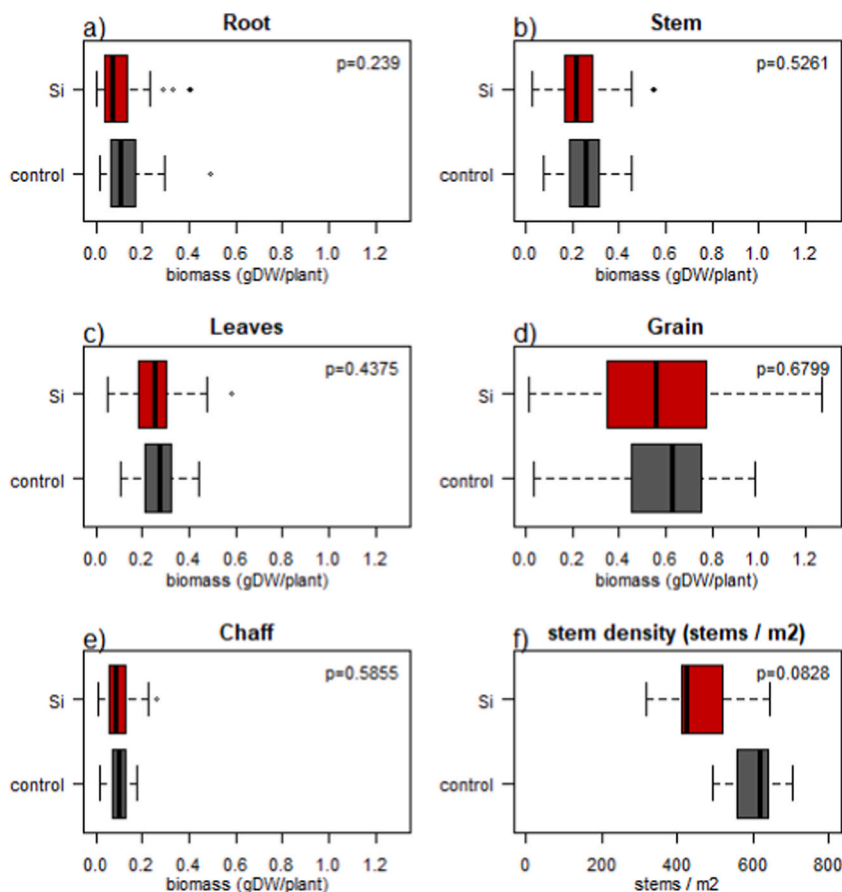 a) Root
p=0.239
Si
control
0.0 0.2 0.4 0.6 0.8 1.0 1.2
biomass (gDW/plant)
b) Stem
p=0.5261
Si
control
0.0 0.2 0.4 0.6 0.8 1.0 1.2
biomass (gDW/plant)
c) Leaves
p=0.4375
Si
control
0.0 0.2 0.4 0.6 0.8 1.0 1.2
biomass (gDW/plant)
d) Grain
p=0.6799
Si
control
0.0 0.2 0.4 0.6 0.8 1.0 1.2
biomass (gDW/plant)
e) Chaff
p=0.5855
Si
control
0.0 0.2 0.4 0.6 0.8 1.0 1.2
biomass (gDW/plant)
f) stem density (stems / m2)
p=0.0828
Si
control
0 200 400 600 800
stems / m2